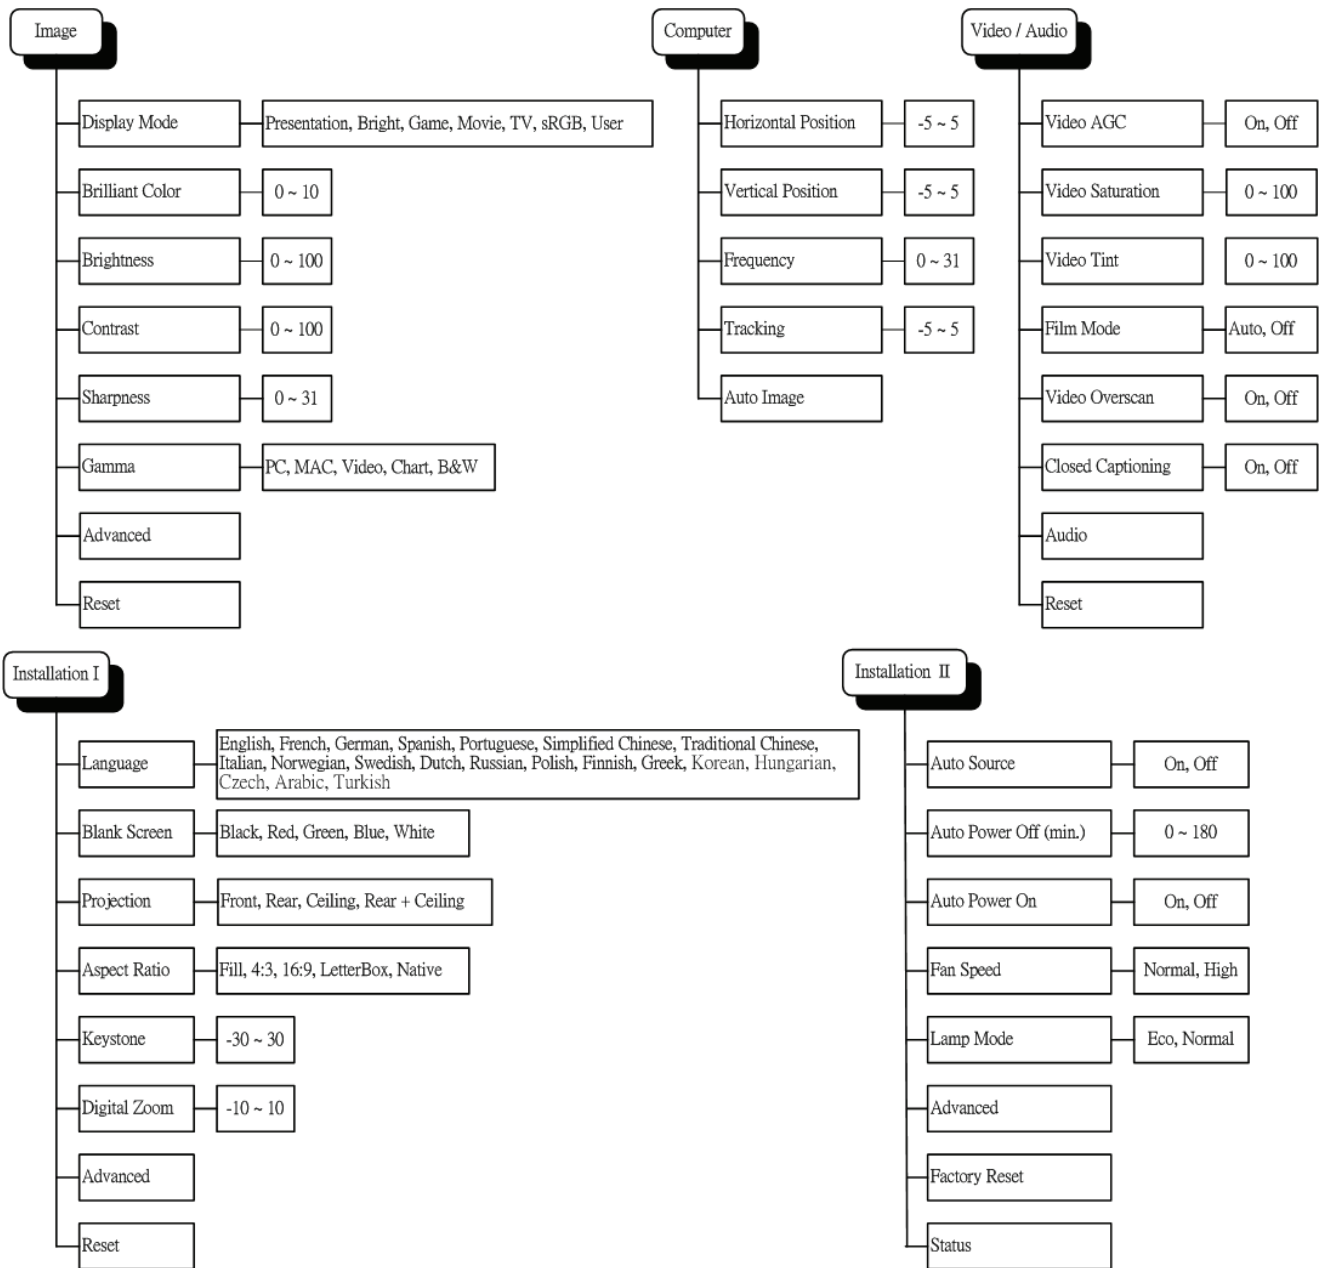 Image
Display Mode
Presentation, Bright, Game, Movie, TV, sRGB, User
Brilliant Color
0 ~ 10
Brightness
0 ~ 100
Contrast
0 ~ 100
Sharpness
0 ~ 31
Gamma
PC, MAC, Video, Chart, B&W
Advanced
Reset
Computer
Horizontal Position
-5 ~ 5
Vertical Position
-5 ~ 5
Frequency
0 ~ 31
Tracking
-5 ~ 5
Auto Image
Video / Audio
Video AGC
On, Off
Video Saturation
0 ~ 100
Video Tint
0 ~ 100
Film Mode
Auto, Off
Video Overscan
On, Off
Closed Captioning
On, Off
Audio
Reset
Installation I
Language
English, French, German, Spanish, Portuguese, Simplified Chinese, Traditional Chinese,
Italian, Norwegian, Swedish, Dutch, Russian, Polish, Finnish, Greek, Korean, Hungarian,
Czech, Arabic, Turkish
Blank Screen
Black, Red, Green, Blue, White
Projection
Front, Rear, Ceiling, Rear + Ceiling
Aspect Ratio
Fill, 4:3, 16:9, LetterBox, Native
Keystone
-30 ~ 30
Digital Zoom
-10 ~ 10
Advanced
Reset
Installation II
Auto Source
On, Off
Auto Power Off (min.)
0 ~ 180
Auto Power On
On, Off
Fan Speed
Normal, High
Lamp Mode
Eco, Normal
Advanced
Factory Reset
Status